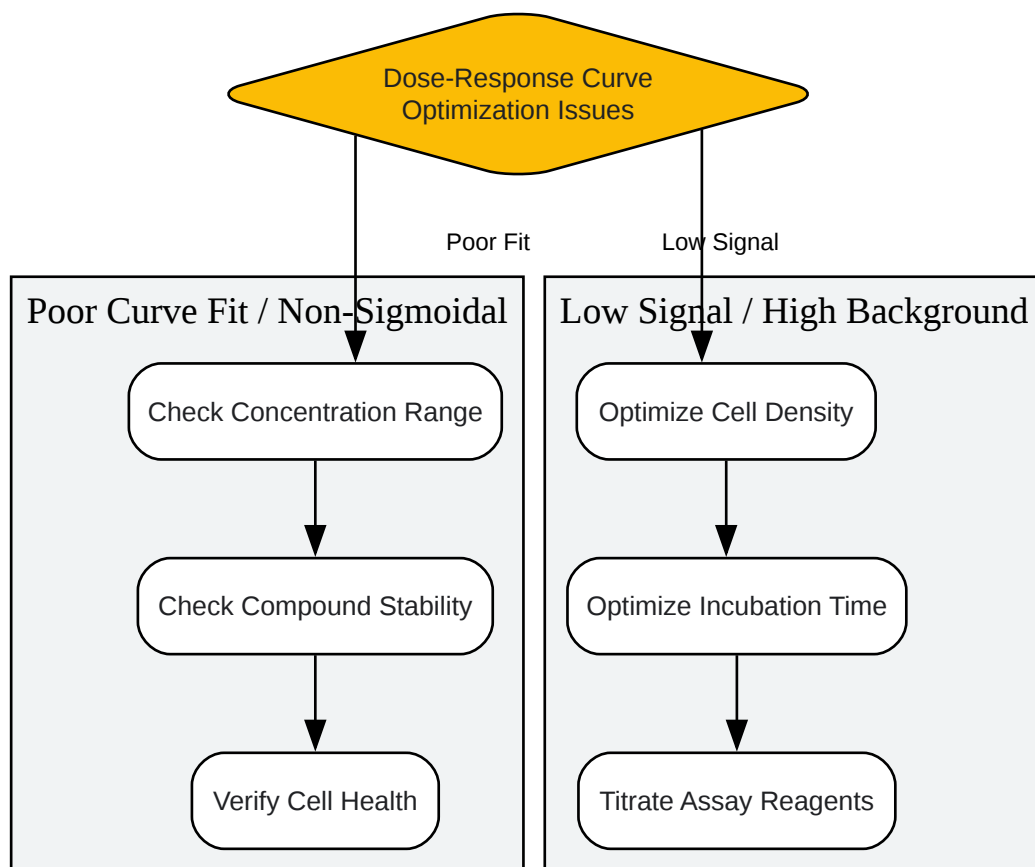 Dose-Response Curve
Optimization Issues
Poor Fit
Low Signal
Poor Curve Fit / Non-Sigmoidal
Check Concentration Range
Check Compound Stability
Verify Cell Health
Low Signal / High Background
Optimize Cell Density
Optimize Incubation Time
Titrate Assay Reagents